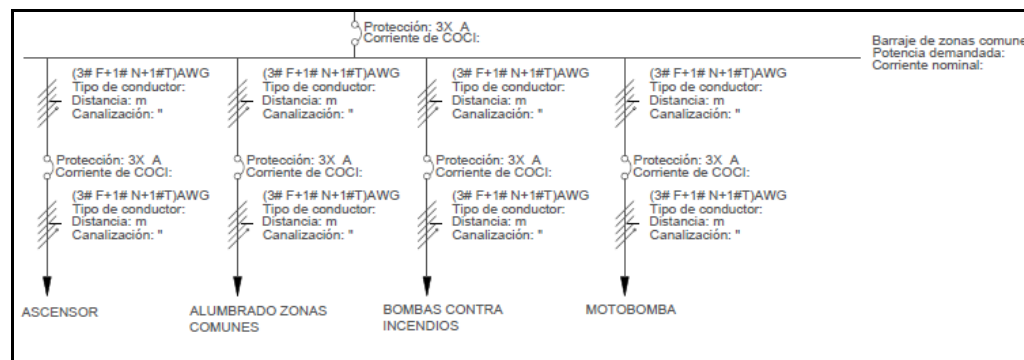 Protección: 3X A
Corriente de COCI:
Barraje de zonas comune
Potencia demandada:
Corriente nominal:
(3# F+1# N+1#T)AWG
Tipo de conductor:
Distancia: m
Canalización: "
(3# F+1# N+1#T)AWG
Tipo de conductor:
Distancia: m
Canalización: "
(3# F+1# N+1#T)AWG
Tipo de conductor:
Distancia: m
Canalización: "
(3# F+1# N+1#T)AWG
Tipo de conductor:
Distancia: m
Canalización: "
Protección: 3X A
Corriente de COCI:
Protección: 3X A
Corriente de COCI:
Protección: 3X A
Corriente de COCI:
Protección: 3X A
Corriente de COCI:
(3# F+1# N+1#T)AWG
Tipo de conductor:
Distancia: m
Canalización: "
(3# F+1# N+1#T)AWG
Tipo de conductor:
Distancia: m
Canalización: "
(3# F+1# N+1#T)AWG
Tipo de conductor:
Distancia: m
Canalización: "
(3# F+1# N+1#T)AWG
Tipo de conductor:
Distancia: m
Canalización: "
ASCENSOR
ALUMBRADO ZONAS
COMUNES
BOMBAS CONTRA
INCENDIOS
MOTOBOMBA